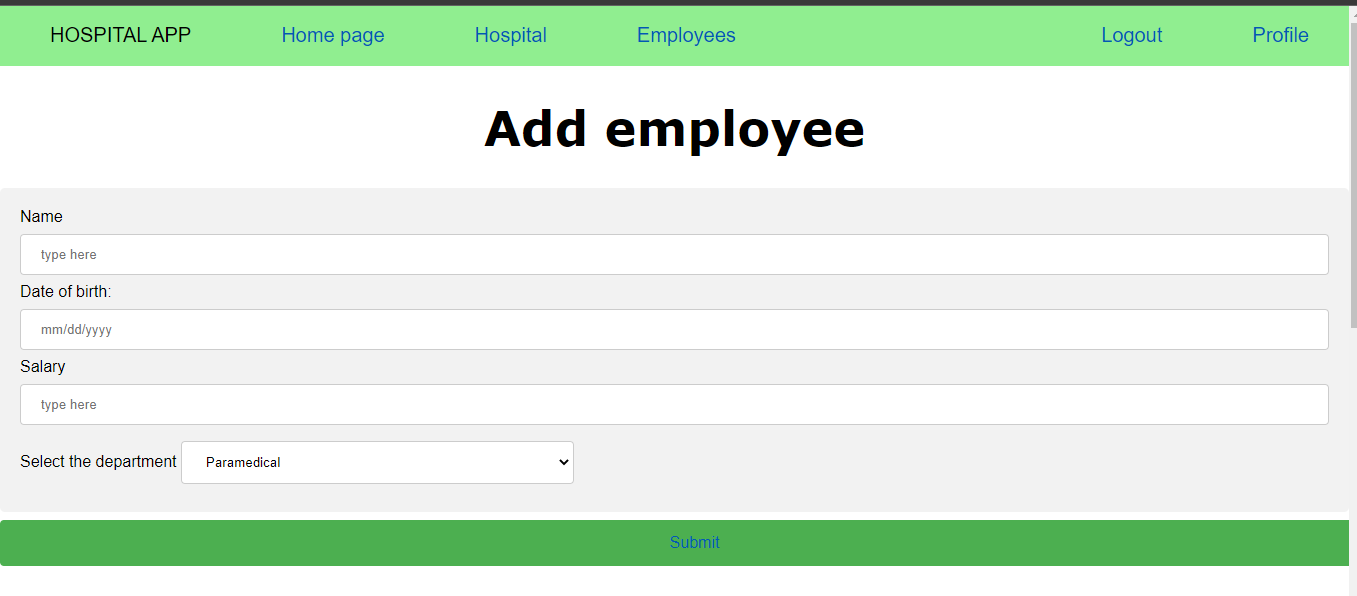 HOSPITAL APP Home page Hospital Employees Logout Profile
Add employee
Name
type here
Date of birth:
mm/dd/yyyy
Salary
type here
Select the department Paramedical
Submit